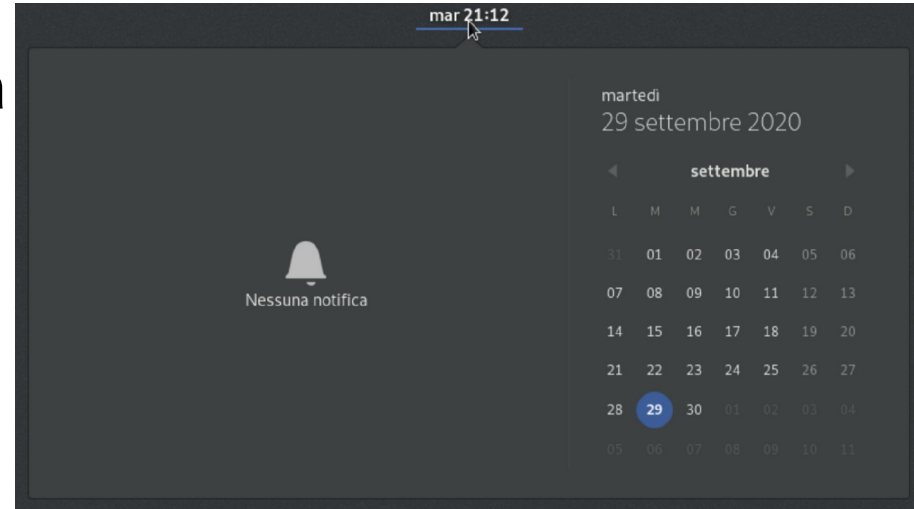 mar 21:12
martedì
29 settembre 2020
settembre
L M M G V S D
31 01 02 03 04 05 06
Nessuna notifica
07 08 09 10 11 12 13
14 15 16 17 18 19 20
21 22 23 24 25 26 27
28 29 30 01 02 03 04
05 06 07 08 09 10 11